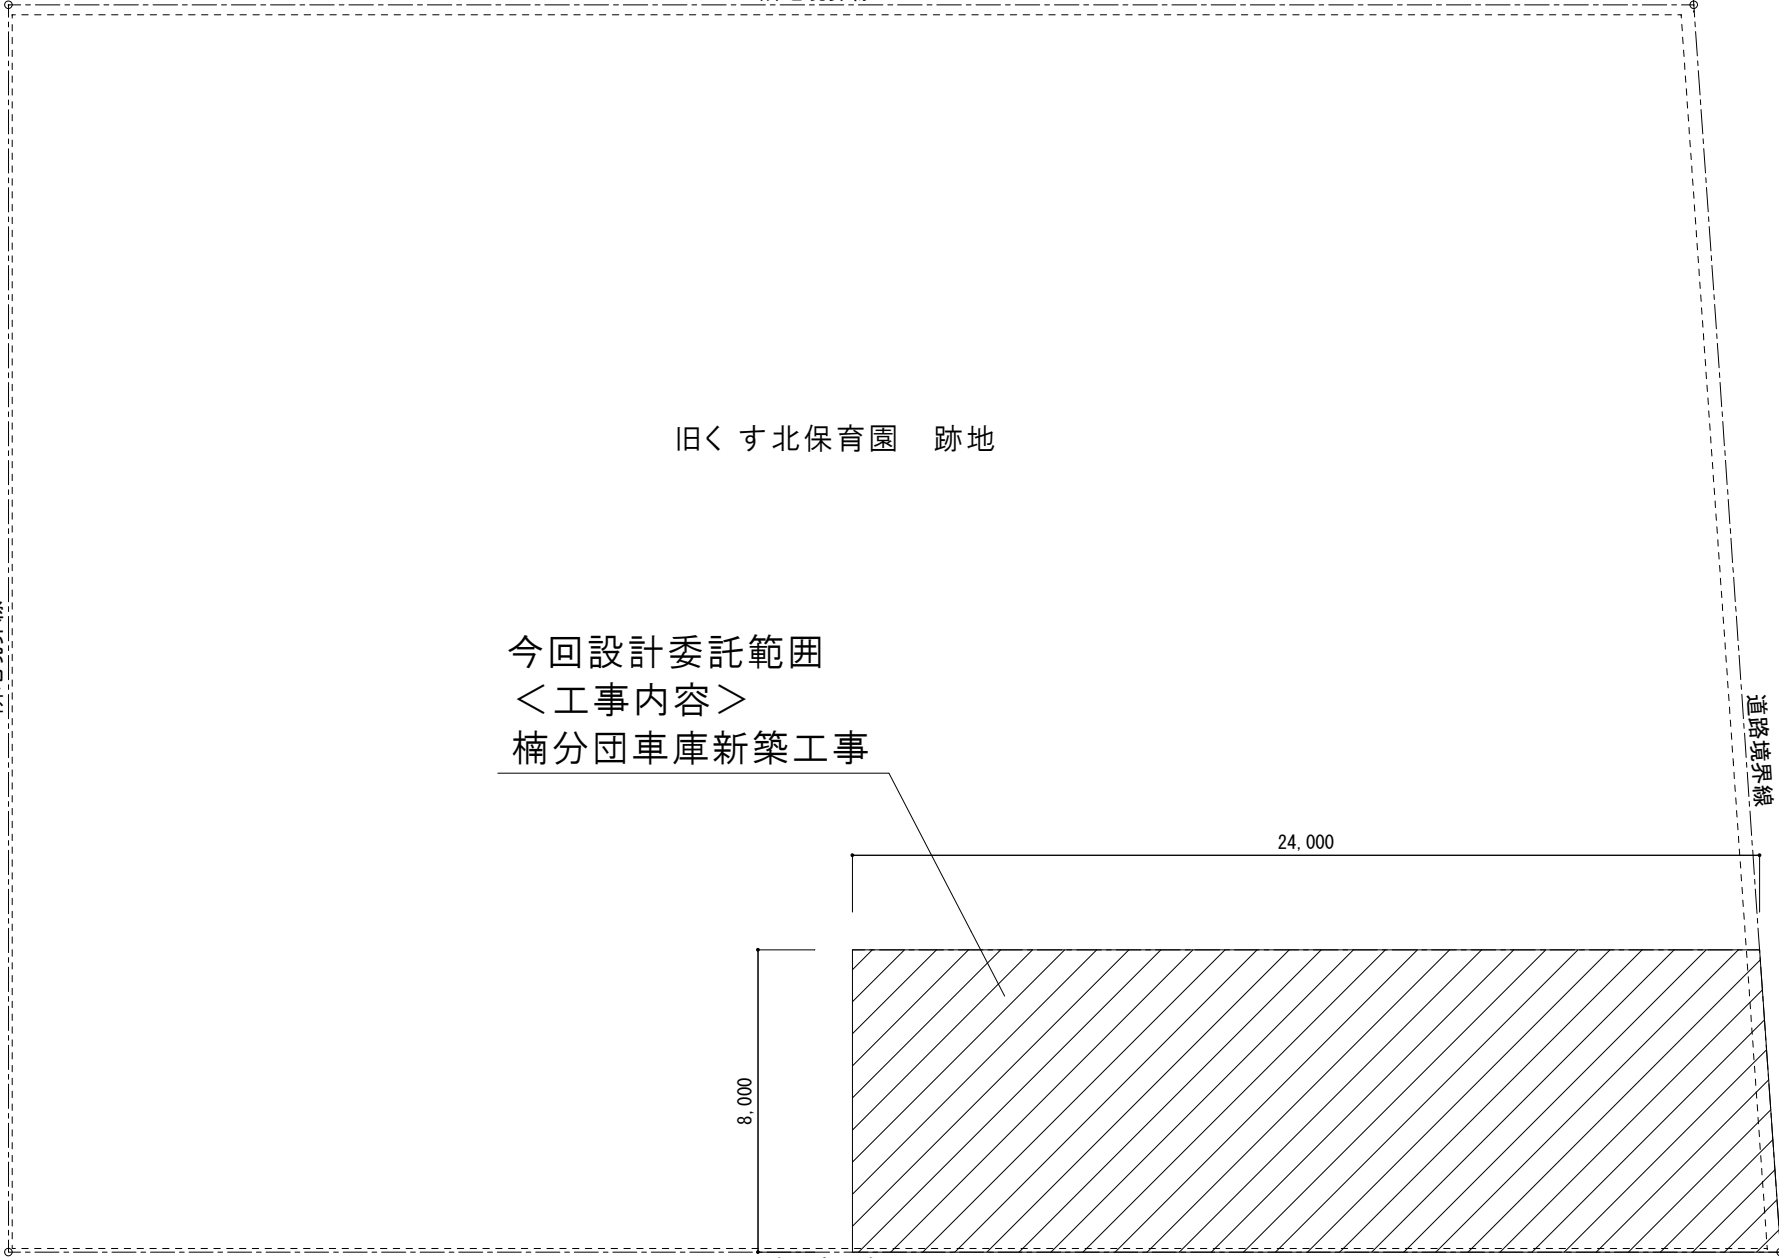 旧くす北保育園　跡地
今回設計委託範囲
＜工事内容＞
楠分団車庫新築工事
道路境界線
24,000
8,000